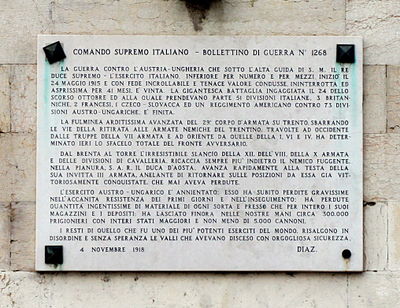 COMANDO SUPREMO ITALIANO - BOLLETTINO DI GUERRA N° 1268
LA GUERRA CONTRO L'AUSTRIA-UNGHERIA CHE SOTTO L'ALTA GUIDA DI S. M. IL RE
DUCE SUPREMO - L'ESERCITO ITALIANO, INFERIORE PER NUMERO E PER MEZZI, INIZIÒ IL
24 MAGGIO 1915 E CON FEDE INCROLLABILE E TENACE VALORE CONDUSSE, ININTERROTTA ED
ASPRISSIMA PER 41 MESI, È VINTA. LA GIGANTESCA BATTAGLIA INGAGGIATA IL 24 DELLO
SCORSO OTTOBRE ED ALLA QUALE PRENDEVANO PARTE 51 DIVISIONI ITALIANE, 3 BRITAN
NICHE, 2 FRANCESI, 1 CZECO-SLOVACCA ED UN REGGIMENTO AMERICANO CONTRO 73 DIVI
SIONI AUSTRO-UNGARICHE, È FINITA.
LA FULMINEA ARDITISSIMA AVANZATA DEL 29° CORPO D'ARMATA SU TRENTO, SBARRANDO
LE VIE DELLA RITIRATA ALLE ARMATE NEMICHE DEL TRENTINO, TRAVOLTE AD OCCIDENTE
DALLE TRUPPE DELLA VII ARMATA E AD ORIENTE DA QUELLE DELLA I, VI E IV HA DETER
MINATO IERI LO SFACELO TOTALE DEL FRONTE AVVERSARIO.
DAL BRENTA AL TORRE L'IRRESISTIBILE SLANCIO DELLA XII, DELL'VIII, DELLA X ARMATA
E DELLE DIVISIONI DI CAVALLERIA, RICACCIA SEMPRE PIÙ INDIETRO IL NEMICO FUGGENTE.
NELLA PIANURA, S. A. R. IL DUCA D'AOSTA, AVANZA RAPIDAMENTE ALLA TESTA DELLA
SUA INVITTA III ARMATA, ANELANTE DI RITORNARE SULLE POSIZIONI DA ESSA GIÀ VIT
TORIOSAMENTE CONQUISTATE, CHE MAI AVEVA PERDUTE.
L'ESERCITO AUSTRO-UNGARICO È ANNIENTATO: ESSO HA SUBITO PERDITE GRAVISSIME
NELL'ACCANITA RESISTENZA DEI PRIMI GIORNI E NELL'INSEGUIMENTO; HA PERDUTE
QUANTITÀ INGENTISSIME DI MATERIALE DI OGNI SORTA E PRESSO CHE PER INTERO I SUOI
MAGAZZINI E I DEPOSITI; HA LASCIATO FINORA NELLE NOSTRE MANI CIRCA 300.000
PRIGIONIERI CON INTERI STATI MAGGIORI E NON MENO DI 5.000 CANNONI.
I RESTI DI QUELLO CHE FU UNO DEI PIÙ POTENTI ESERCITI DEL MONDO, RISALGONO IN
DISORDINE E SENZA SPERANZA LE VALLI CHE AVEVANO DISCESO CON ORGOGLIOSA SICUREZZA.
4 NOVEMBRE 1918 DIAZ.